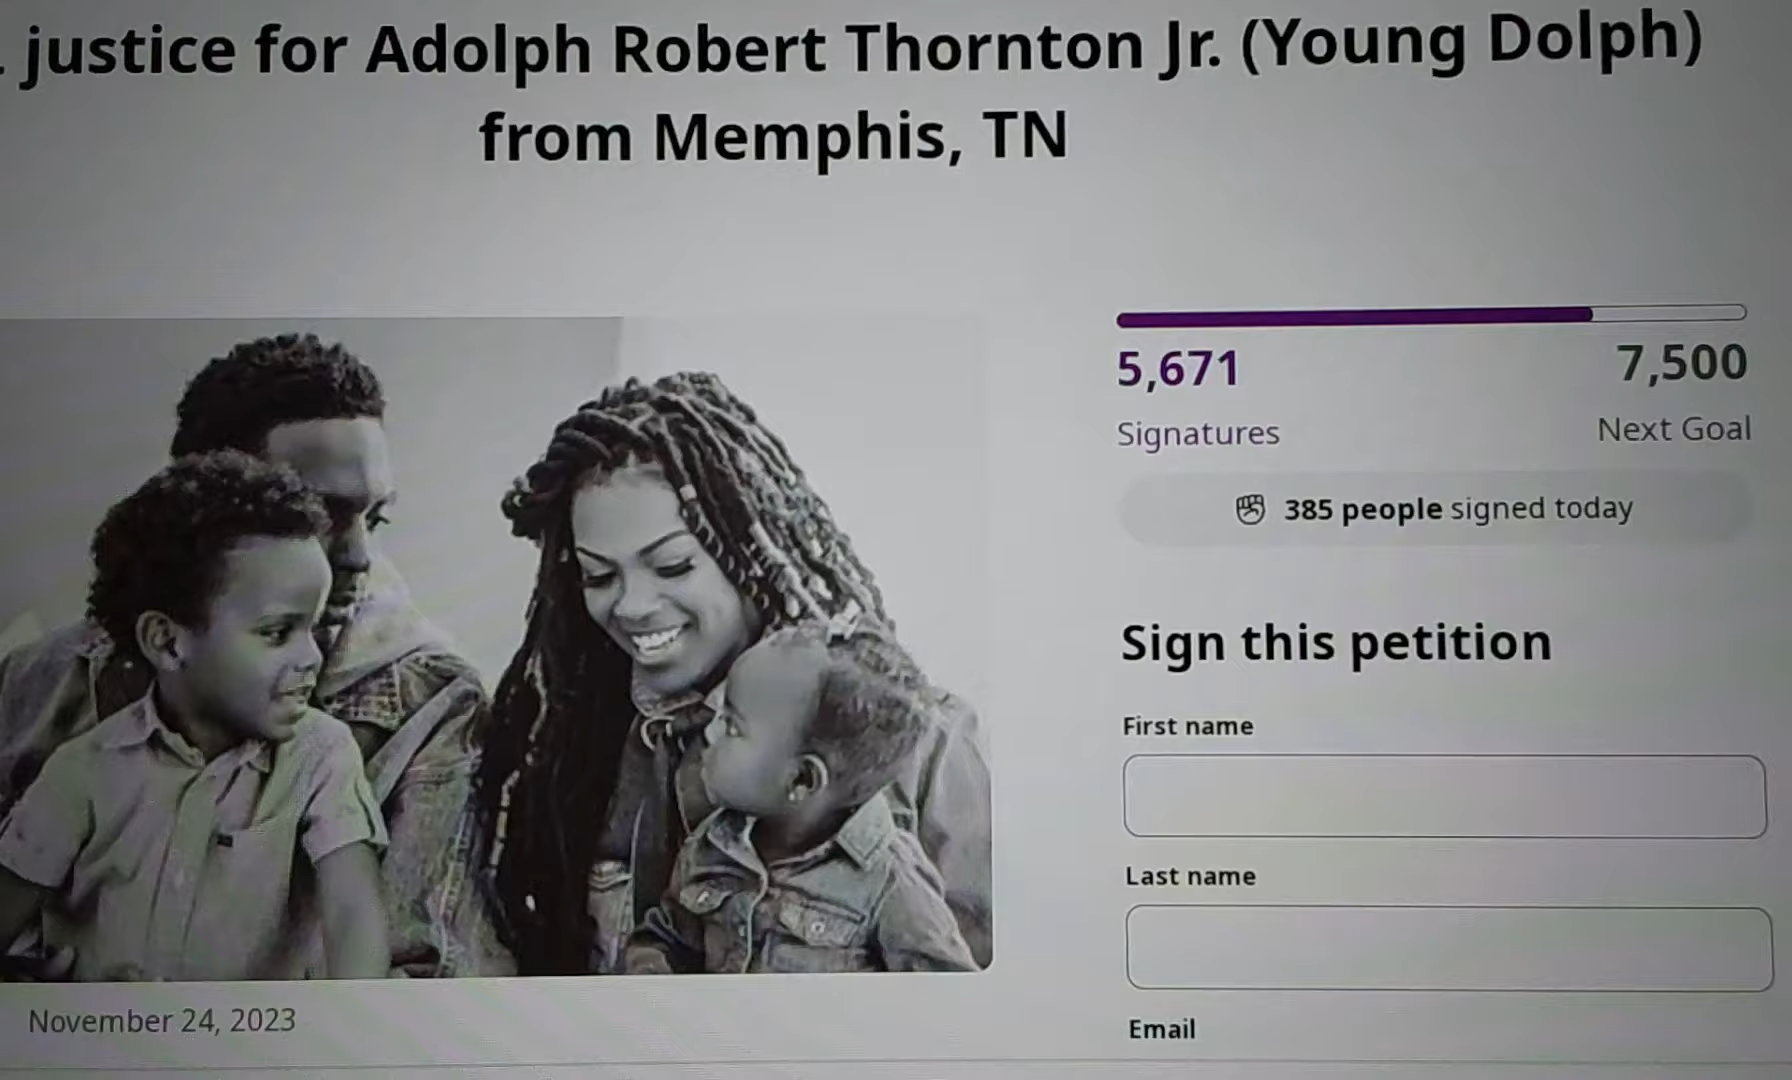 . justice for Adolph Robert Thornton Jr. (Young Dolph)
from Memphis, TN
5,671
7,500
Signatures
Next Goal
385 people signed today
Sign this petition
First name
Last name
Email
November 24, 2023